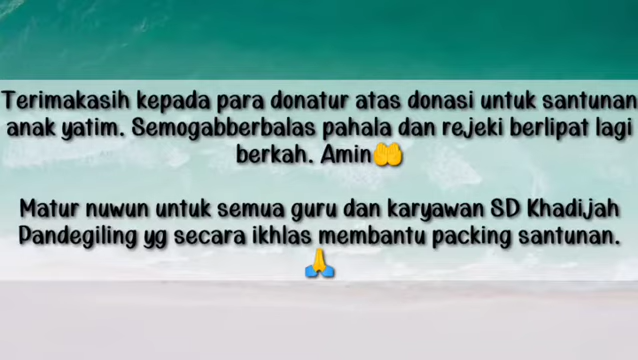 Terimakasih kepada para donatur atas donasi untuk santunan
anak yatim. Semogabberbalas pahala dan rejeki berlipat lagi
berkah. Amin🤲
Matur nuwun untuk semua guru dan karyawan SD Khadijah
Pandegiling yg secara ikhlas membantu packing santunan.
🙏